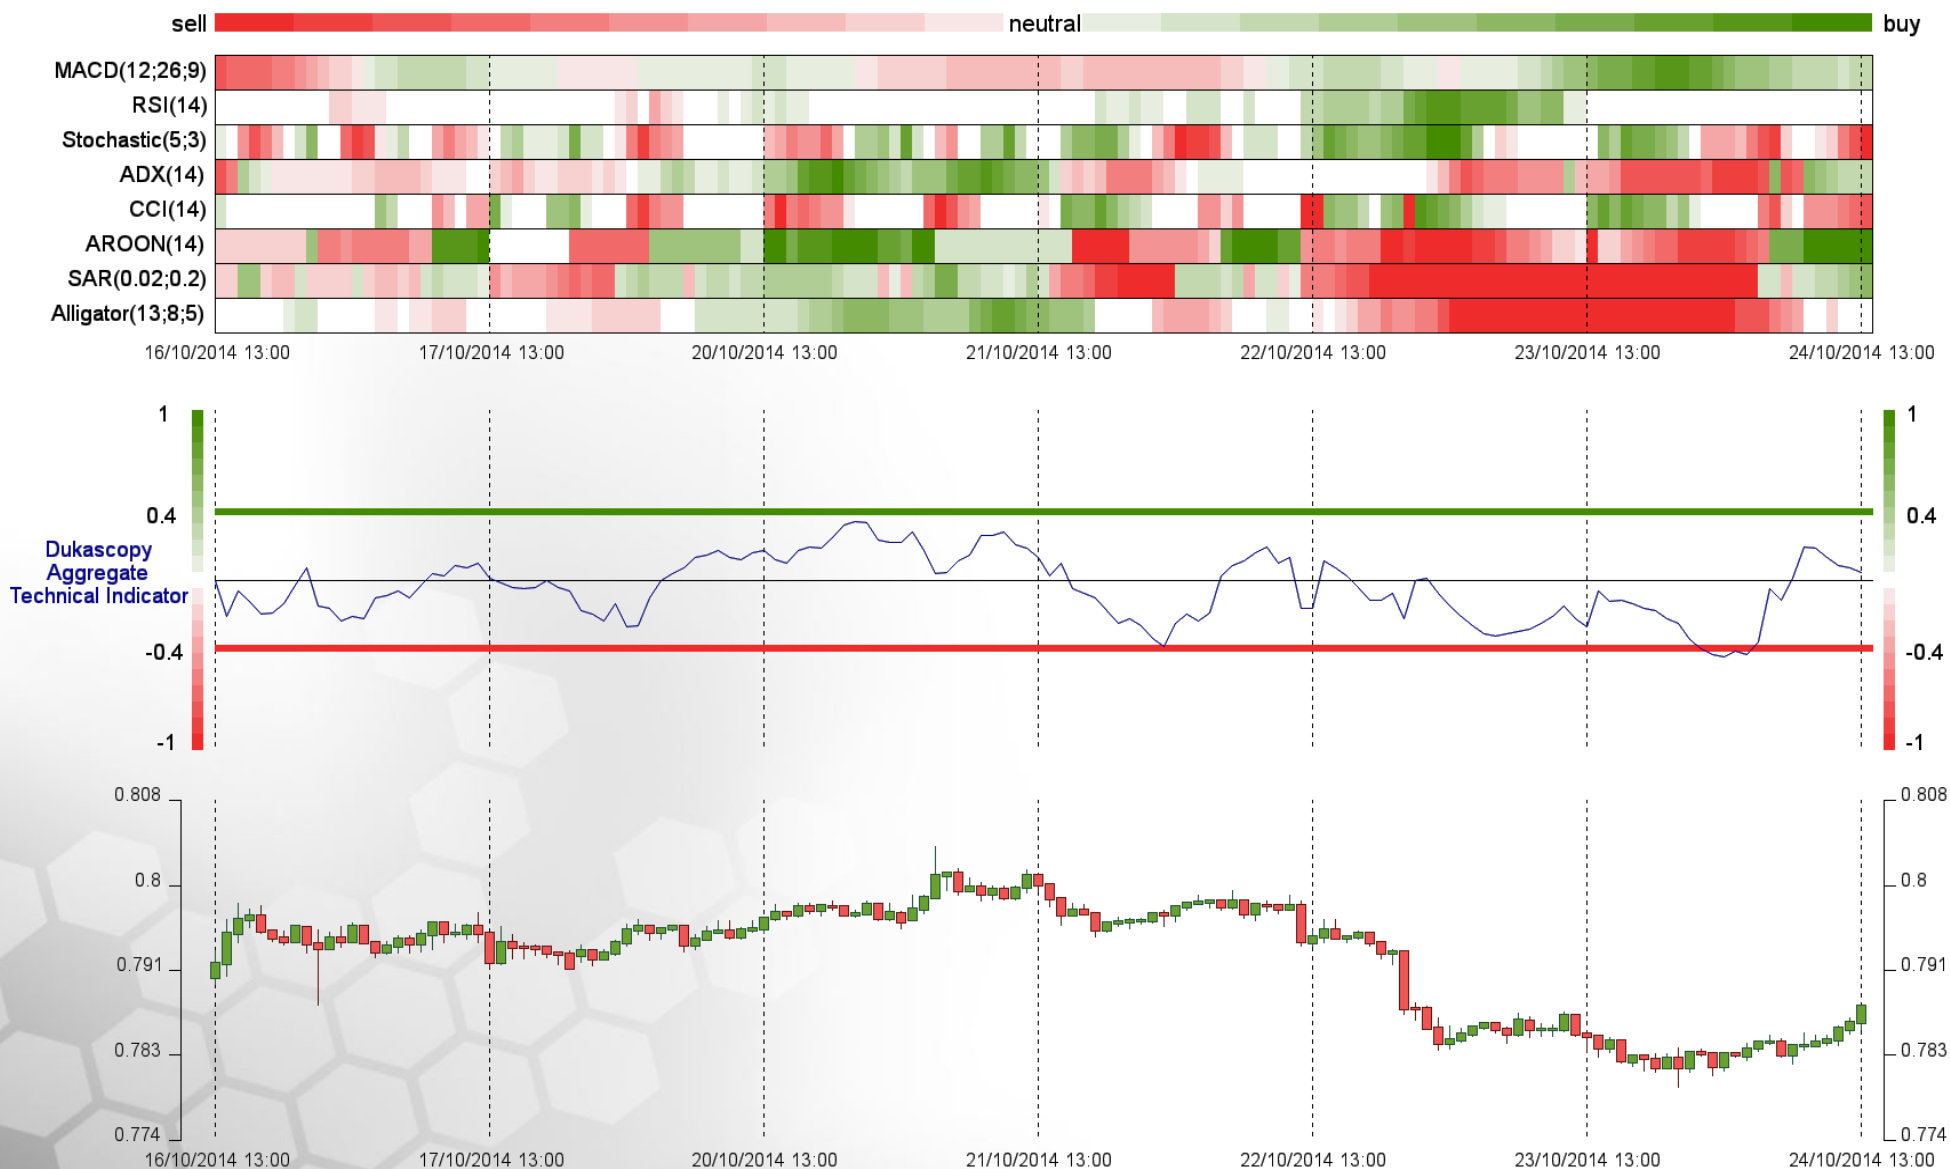 sell neutral buy
MACD(12;26;9)
RSI(14)
Stochastic(5;3)
ADX(14)
CCI(14)
AROON(14)
SAR(0.02;0.2)
Alligator(13;8;5)
16/10/2014 13:00 17/10/2014 13:00 20/10/2014 13:00 21/10/2014 13:00 22/10/2014 13:00 23/10/2014 13:00 24/10/2014 13:00
1 1
0.4 0.4
Dukascopy
Aggregate
Technical Indicator
-0.4 -0.4
-1 -1
0.808 0.808
0.8 0.8
0.791 0.791
0.783 0.783
0.774 0.774
16/10/2014 13:00 17/10/2014 13:00 20/10/2014 13:00 21/10/2014 13:00 22/10/2014 13:00 23/10/2014 13:00 24/10/2014 13:00